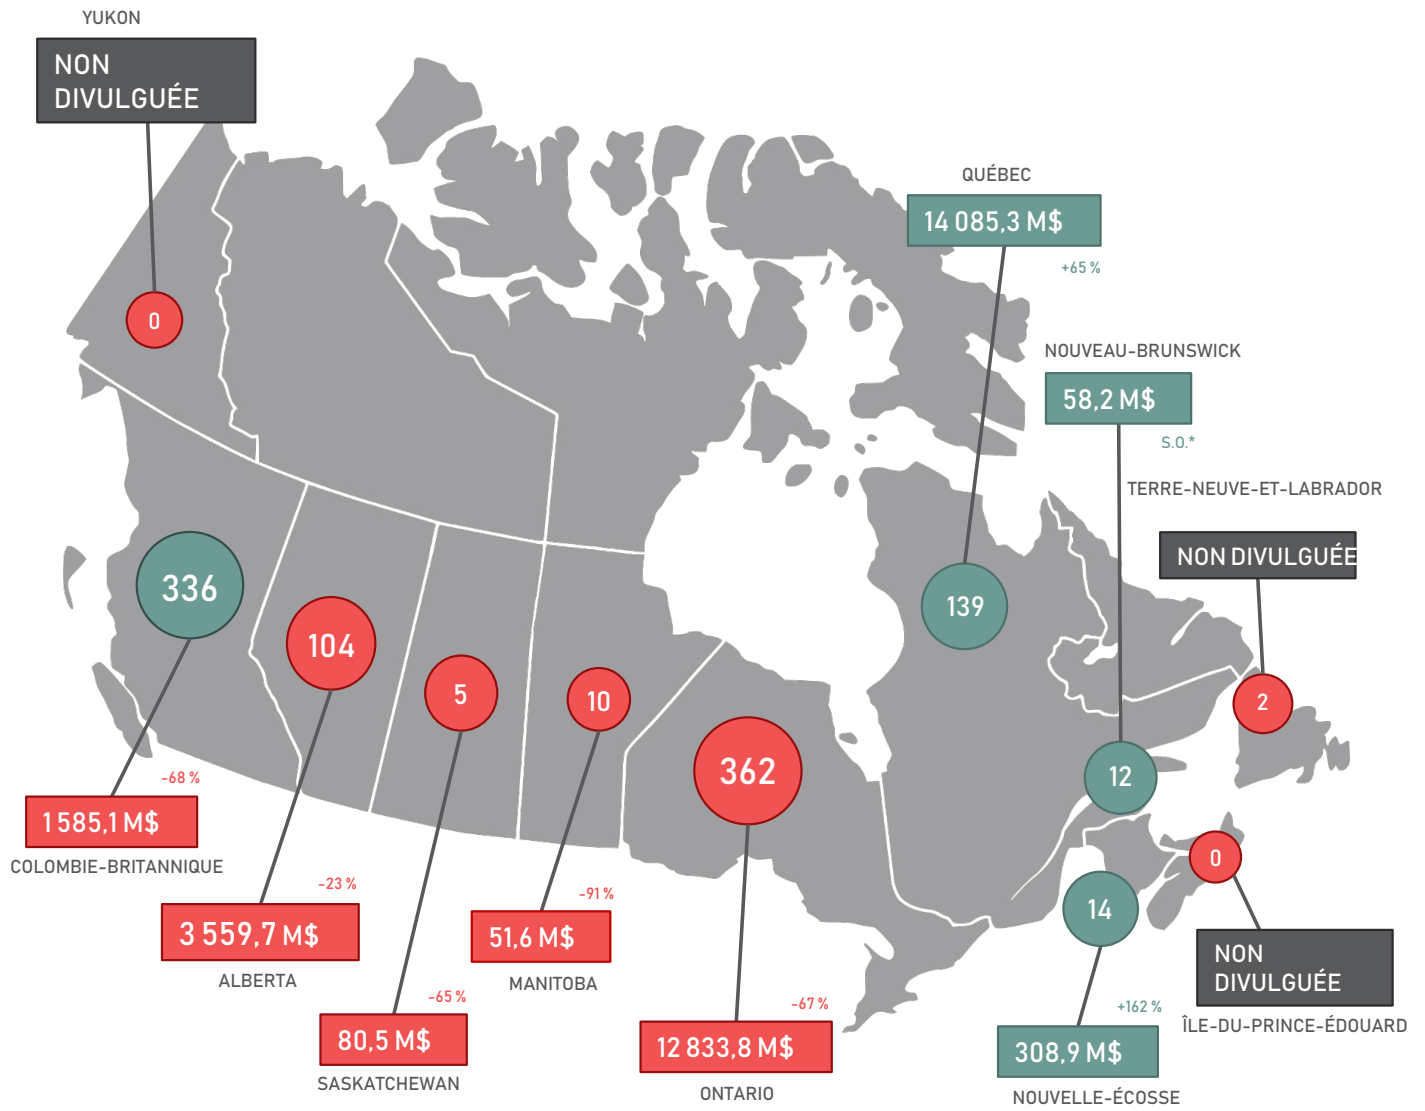 YUKON
NON
DIVULGUÉE
0
QUÉBEC
14 085,3 M$
+65 %
139
NOUVEAU-BRUNSWICK
58,2 M$
S.O.*
12
TERRE-NEUVE-ET-LABRADOR
NON DIVULGUÉE
2
336
-68 %
1 585,1 M$
COLOMBIE-BRITANNIQUE
104
-23 %
3 559,7 M$
ALBERTA
5
-65 %
80,5 M$
SASKATCHEWAN
10
-91 %
51,6 M$
MANITOBA
362
-67 %
12 833,8 M$
ONTARIO
14
+162 %
308,9 M$
NOUVELLE-ÉCOSSE
0
NON
DIVULGUÉE
ÎLE-DU-PRINCE-ÉDOUARD